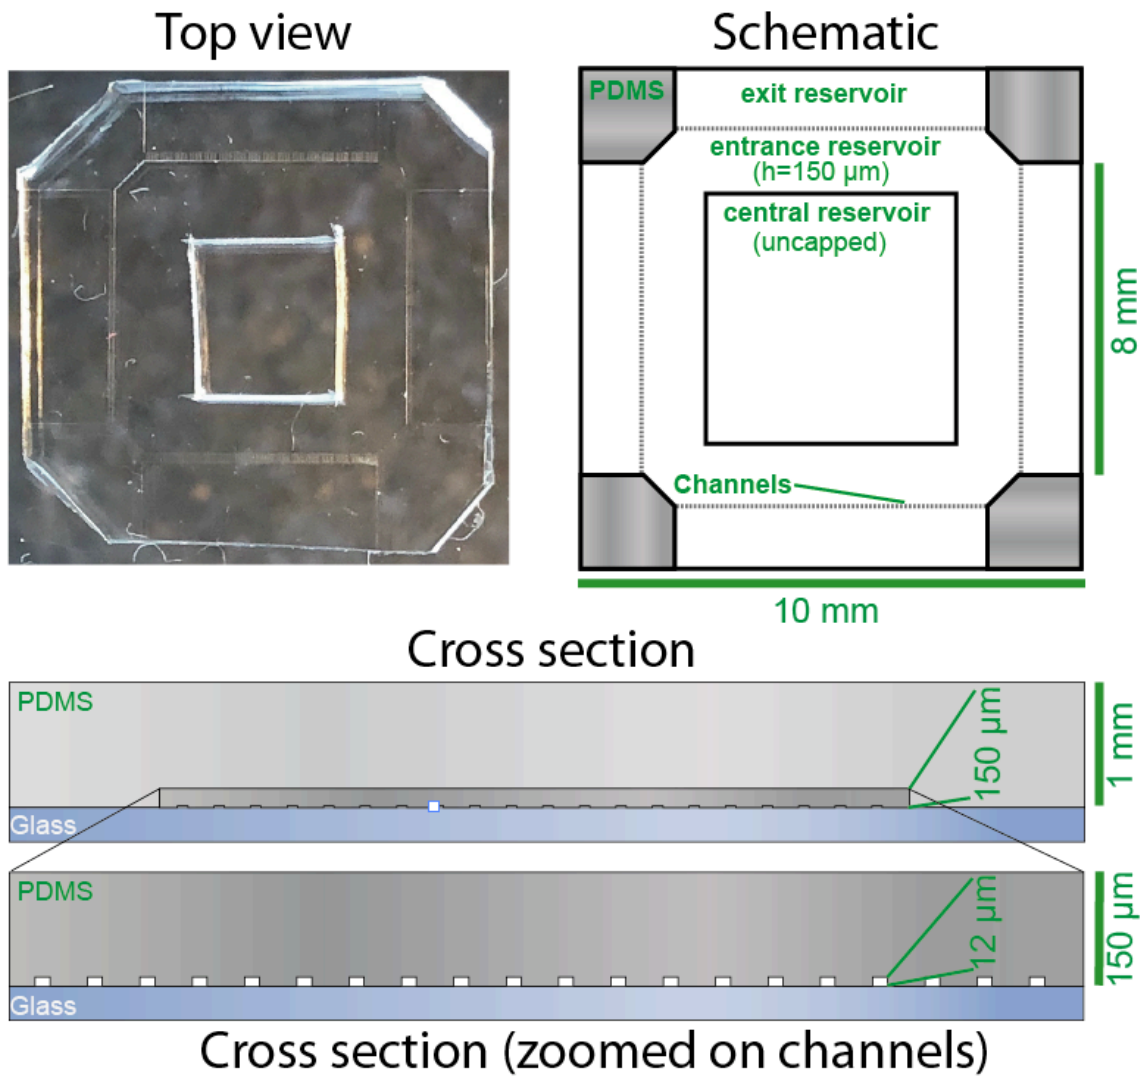 Top view
Schematic
PDMS
exit reservoir
entrance reservoir
(h=150 µm)
central reservoir
(uncapped)
8 mm
Channels
10 mm
Cross section
PDMS
150 µm
1 mm
Glass
PDMS
12 µm
150 µm
Glass
Cross section (zoomed on channels)